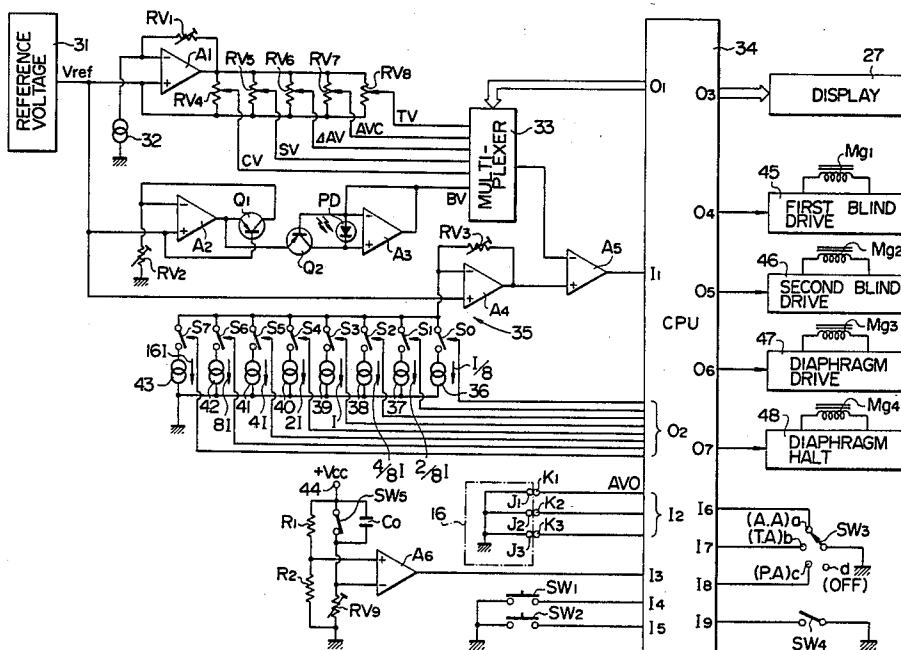 31
REFERENCE
VOLTAGE
Vref
32
RV1
A1
RV4
RV5
RV6
RV7
RV8
TV
AVC
ΔAV
SV
CV
BV
33
MULTI-
PLEXER
34
CPU
O1
O3
27
DISPLAY
Mg1
45
O4
FIRST BLIND
DRIVE
Mg2
46
O5
SECOND BLIND
DRIVE
Mg3
47
O6
DIAPHRAGM
DRIVE
Mg4
48
O7
DIAPHRAGM
HALT
RV2
A2
Q1
Q2
PD
A3
RV3
A4
A5
I1
35
S7
S6
S5
S4
S3
S2
S1
S0
16I
8I
4I
2I
I
4/8I
2/8I
I/8
43
42
41
40
39
38
37
36
O2
+Vcc
44
SW5
Co
R1
R2
RV9
A6
I3
16
J1
J2
J3
K1
K2
K3
AVO
I2
SW1
I4
SW2
I5
I6
(A.A)a
SW3
I7
(T.A)b
I8
(P.A)c
d
(OFF)
I9
SW4